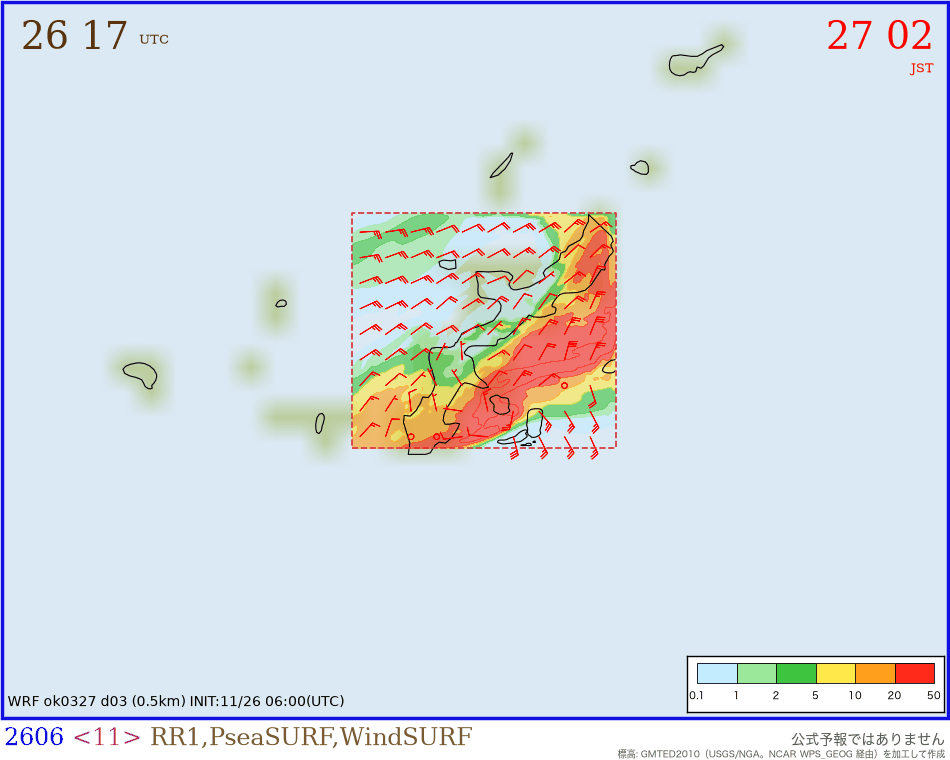 26 17 UTC
27 02
JST
0.1 1 2 5 10 20 50
WRF ok0327 d03 (0.5km) INIT:11/26 06:00(UTC)
2606 <11> RR1,PseaSURF,WindSURF
公式予報ではありません
標高: GMTED2010（USGS/NGA。NCAR WPS_GEOG 経由）を加工して作成